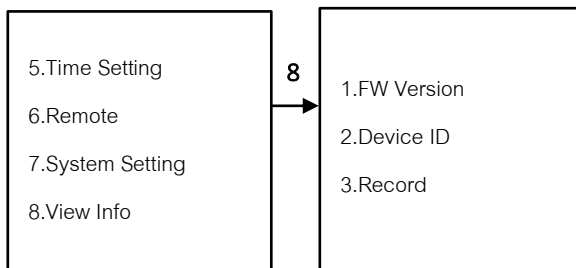 5.Time Setting
6.Remote
7.System Setting
8.View Info
8
1.FW Version
2.Device ID
3.Record